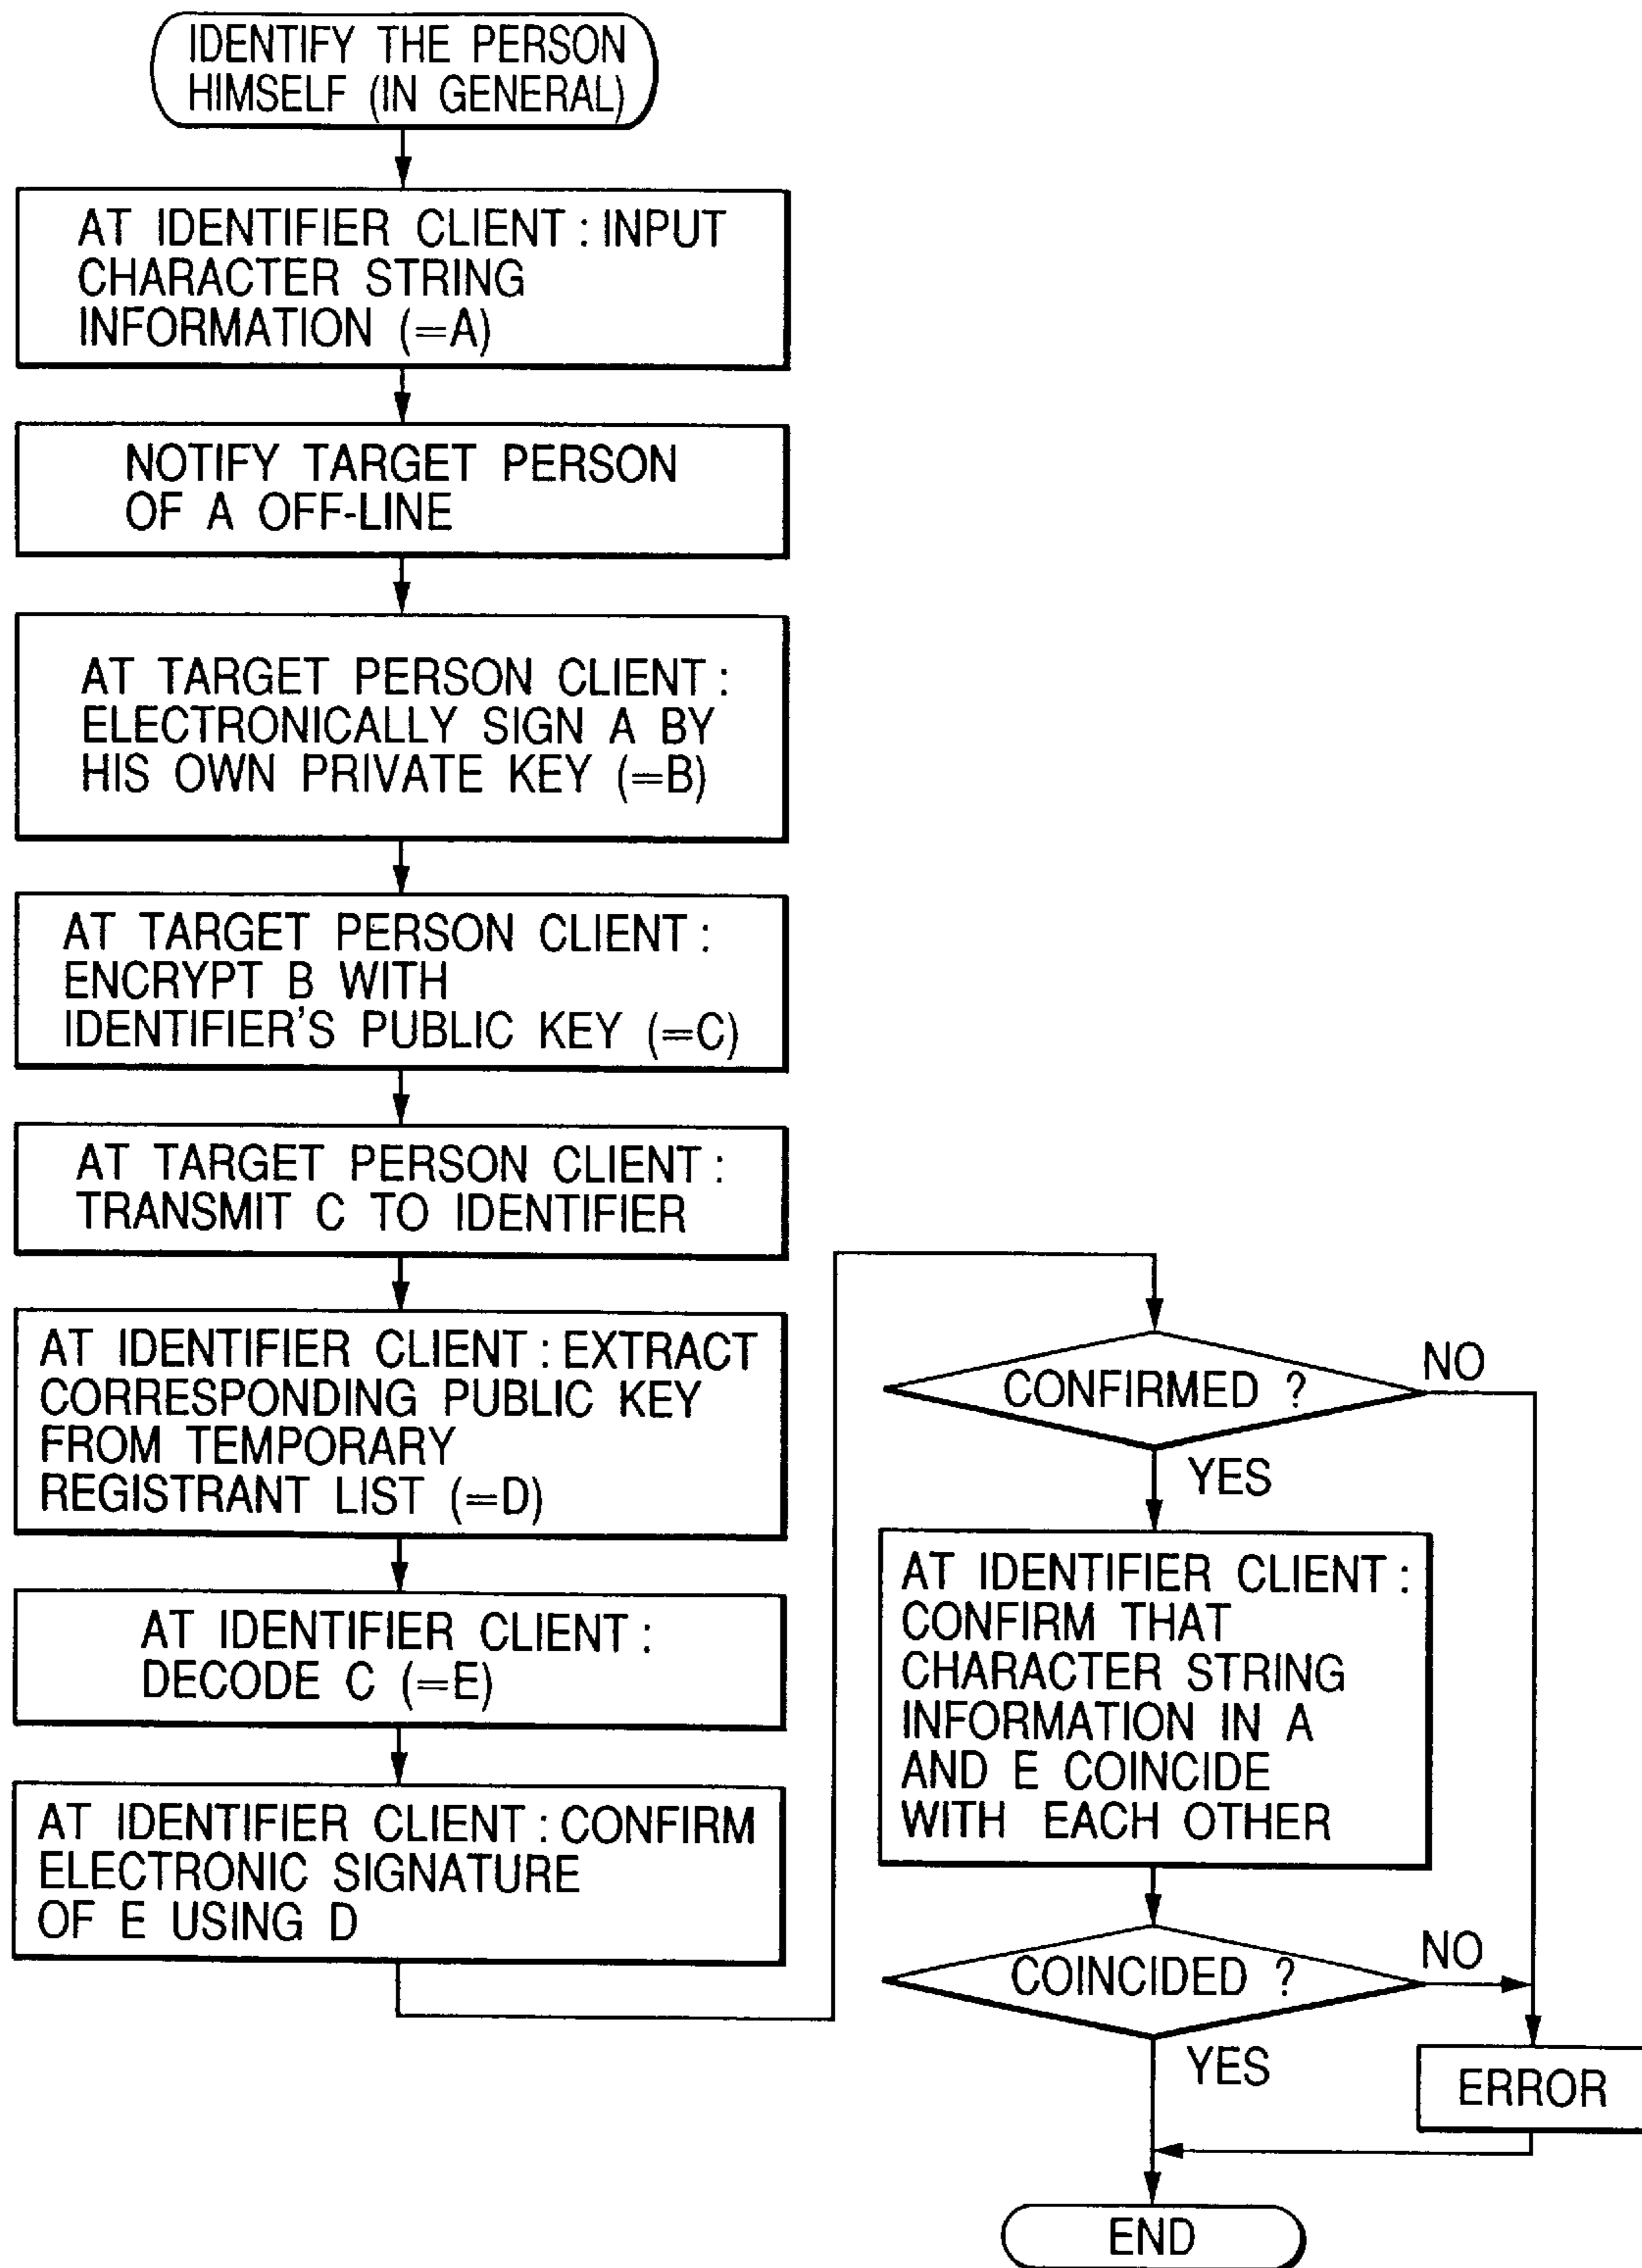 IDENTIFY THE PERSON
HIMSELF (IN GENERAL)
AT IDENTIFIER CLIENT : INPUT
CHARACTER STRING
INFORMATION (=A)
NOTIFY TARGET PERSON
OF A OFF-LINE
AT TARGET PERSON CLIENT :
ELECTRONICALLY SIGN A BY
HIS OWN PRIVATE KEY (=B)
AT TARGET PERSON CLIENT :
ENCRYPT B WITH
IDENTIFIER'S PUBLIC KEY (=C)
AT TARGET PERSON CLIENT :
TRANSMIT C TO IDENTIFIER
AT IDENTIFIER CLIENT : EXTRACT
CORRESPONDING PUBLIC KEY
FROM TEMPORARY
REGISTRANT LIST (=D)
AT IDENTIFIER CLIENT :
DECODE C (=E)
AT IDENTIFIER CLIENT : CONFIRM
ELECTRONIC SIGNATURE
OF E USING D
CONFIRMED ?
NO
YES
AT IDENTIFIER CLIENT :
CONFIRM THAT
CHARACTER STRING
INFORMATION IN A
AND E COINCIDE
WITH EACH OTHER
COINCIDED ?
NO
YES
ERROR
END